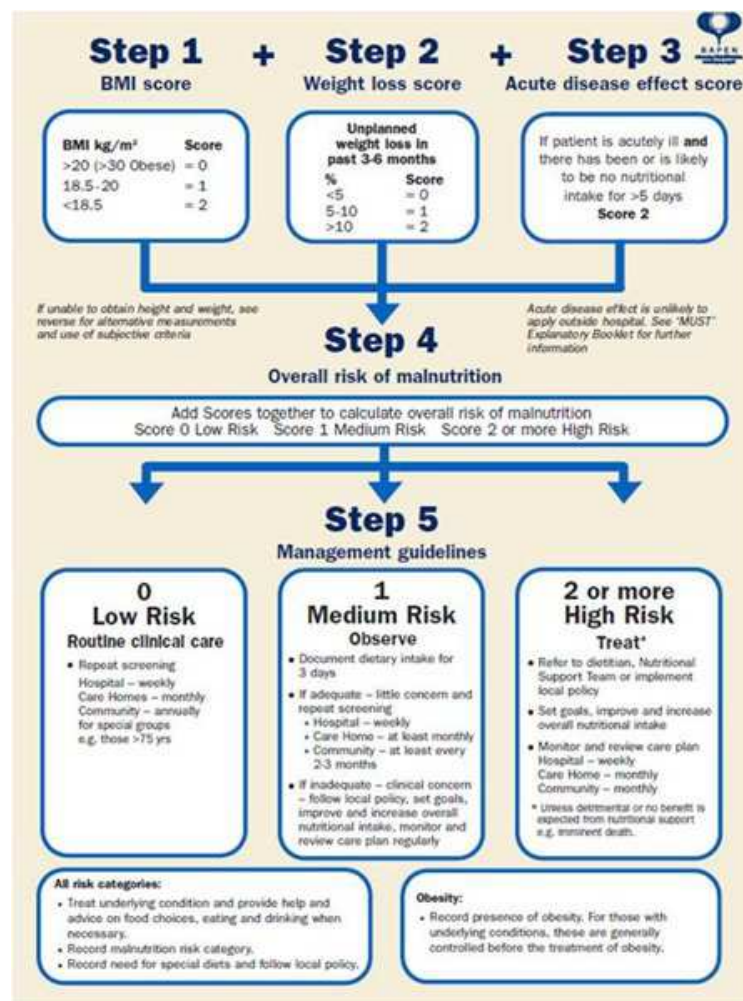 BAPEN
Step 1 + Step 2 + Step 3
BMI score
Weight loss score
Acute disease effect score
BMI kg/m² Score
>20 (>30 Obese) = 0
18.5-20 = 1
<18.5 = 2
Unplanned
weight loss in
past 3-6 months
% Score
<5 = 0
5-10 = 1
>10 = 2
If patient is acutely ill and
there has been or is likely
to be no nutritional
intake for >5 days
Score 2
If unable to obtain height and weight, see
reverse for alternative measurements
and use of subjective criteria
Acute disease effect is unlikely to
apply outside hospital. See ‘MUST’
Explanatory Booklet for further
information
Step 4
Overall risk of malnutrition
Add Scores together to calculate overall risk of malnutrition
Score 0 Low Risk Score 1 Medium Risk Score 2 or more High Risk
Step 5
Management guidelines
0
Low Risk
Routine clinical care
• Repeat screening
Hospital – weekly
Care Homes – monthly
Community – annually
for special groups
e.g. those >75 yrs
1
Medium Risk
Observe
• Document dietary intake for
3 days
• If adequate – little concern and
repeat screening
• Hospital – weekly
• Care Home – at least monthly
• Community – at least every
2-3 months
• If inadequate – clinical concern
– follow local policy, set goals,
improve and increase overall
nutritional intake, monitor and
review care plan regularly
2 or more
High Risk
Treat*
• Refer to dietitian, Nutritional
Support Team or implement
local policy
• Set goals, improve and increase
overall nutritional intake
• Monitor and review care plan
Hospital – weekly
Care Home – monthly
Community – monthly
* Unless detrimental or no benefit is
expected from nutritional support
e.g. imminent death.
All risk categories:
• Treat underlying condition and provide help and
advice on food choices, eating and drinking when
necessary.
• Record malnutrition risk category.
• Record need for special diets and follow local policy.
Obesity:
• Record presence of obesity. For those with
underlying conditions, these are generally
controlled before the treatment of obesity.